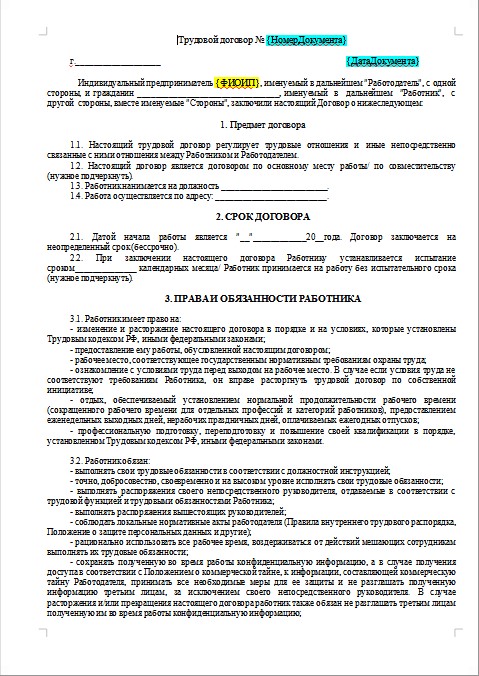 Трудовой договор № {НомерДокумента}
г.____________________ {ДатаДокумента}
Индивидуальный предприниматель {ФИОИП}, именуемый в дальнейшем "Работодатель", с одной
стороны, и гражданин ________________________________, именуемый в дальнейшем "Работник", с
другой стороны, вместе именуемые "Стороны", заключили настоящий Договор о нижеследующем:
1. Предмет договора
1.1. Настоящий трудовой договор регулирует трудовые отношения и иные непосредственно
связанные с ними отношения между Работником и Работодателем.
1.2. Настоящий договор является договором по основному месту работы/ по совместительству
(нужное подчеркнуть).
1.3. Работник нанимается на должность _________________________.
1.4. Работа осуществляется по адресу: __________________________.
2. СРОК ДОГОВОРА
2.1. Датой начала работы является "__"____________20__года. Договор заключается на
неопределенный срок (бессрочно).
2.2. При заключении настоящего договора Работнику устанавливается испытание
сроком______________ календарных месяца/ Работник принимается на работу без испытательного срока
(нужное подчеркнуть).
3. ПРАВА И ОБЯЗАННОСТИ РАБОТНИКА
3.1. Работник имеет право на:
- изменение и расторжение настоящего договора в порядке и на условиях, которые установлены
Трудовым кодексом РФ, иными федеральными законами;
- предоставление ему работы, обусловленной настоящим договором;
- рабочее место, соответствующее государственным нормативным требованиям охраны труда;
- ознакомление с условиями труда перед выходом на рабочее место. В случае если условия труда не
соответствуют требованиям Работника, он вправе расторгнуть трудовой договор по собственной
инициативе;
- отдых, обеспечиваемый установлением нормальной продолжительности рабочего времени
(сокращенного рабочего времени для отдельных профессий и категорий работников), предоставлением
еженедельных выходных дней, нерабочих праздничных дней, оплачиваемых ежегодных отпусков;
- профессиональную подготовку, переподготовку и повышение своей квалификации в порядке,
установленном Трудовым кодексом РФ, иными федеральными законами.
3.2. Работник обязан:
- выполнять свои трудовые обязанности в соответствии с должностной инструкцией;
- точно, добросовестно, своевременно и на высоком уровне исполнять свои трудовые обязанности;
- выполнять распоряжения своего непосредственного руководителя, отдаваемые в соответствии с
трудовой функцией и трудовыми обязанностями Работника;
- выполнять распоряжения вышестоящих руководителей;
- соблюдать локальные нормативные акты работодателя (Правила внутреннего трудового распорядка,
Положение о защите персональных данных и другие);
- рационально использовать все рабочее время, воздерживаться от действий мешающих сотрудникам
выполнять их трудовые обязанности;
- сохранять полученную во время работы конфиденциальную информацию, а в случае получения
доступа в соответствии с Положением о коммерческой тайне, к информации, составляющей коммерческую
тайну Работодателя, принимать все необходимые меры для ее защиты и не разглашать полученную
информацию третьим лицам, за исключением своего непосредственного руководителя. В случае
расторжения и/или прекращения настоящего договора работник также обязан не разглашать третьим лицам
полученную им во время работы конфиденциальную информацию;